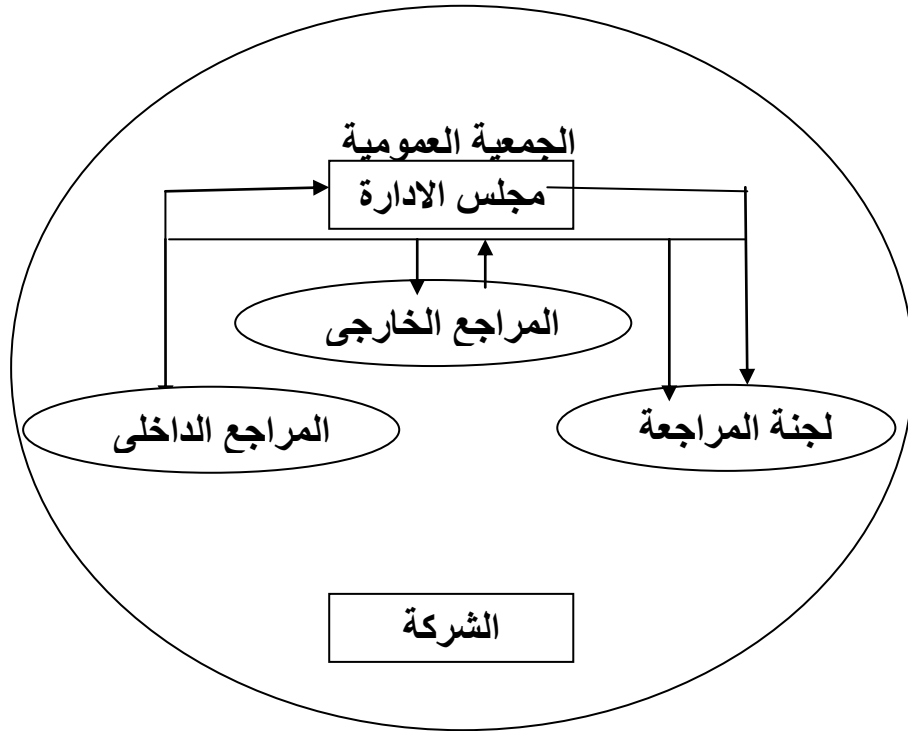 الجمعية العمومية
مجلس الادارة
المراجع الخارجى
لجنة المراجعة
المراجع الداخلى
الشركة